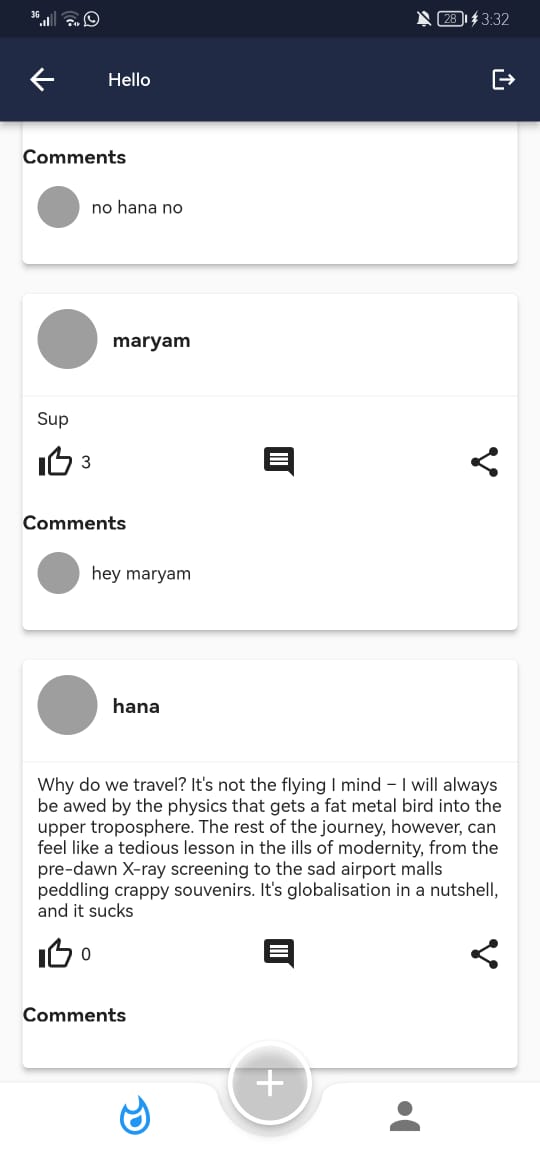 3G 28 3:32
Hello
Comments
no hana no
maryam
Sup
3
Comments
hey maryam
hana
Why do we travel? It's not the flying I mind – I will always
be awed by the physics that gets a fat metal bird into the
upper troposphere. The rest of the journey, however, can
feel like a tedious lesson in the ills of modernity, from the
pre-dawn X-ray screening to the sad airport malls
peddling crappy souvenirs. It's globalisation in a nutshell,
and it sucks
0
Comments